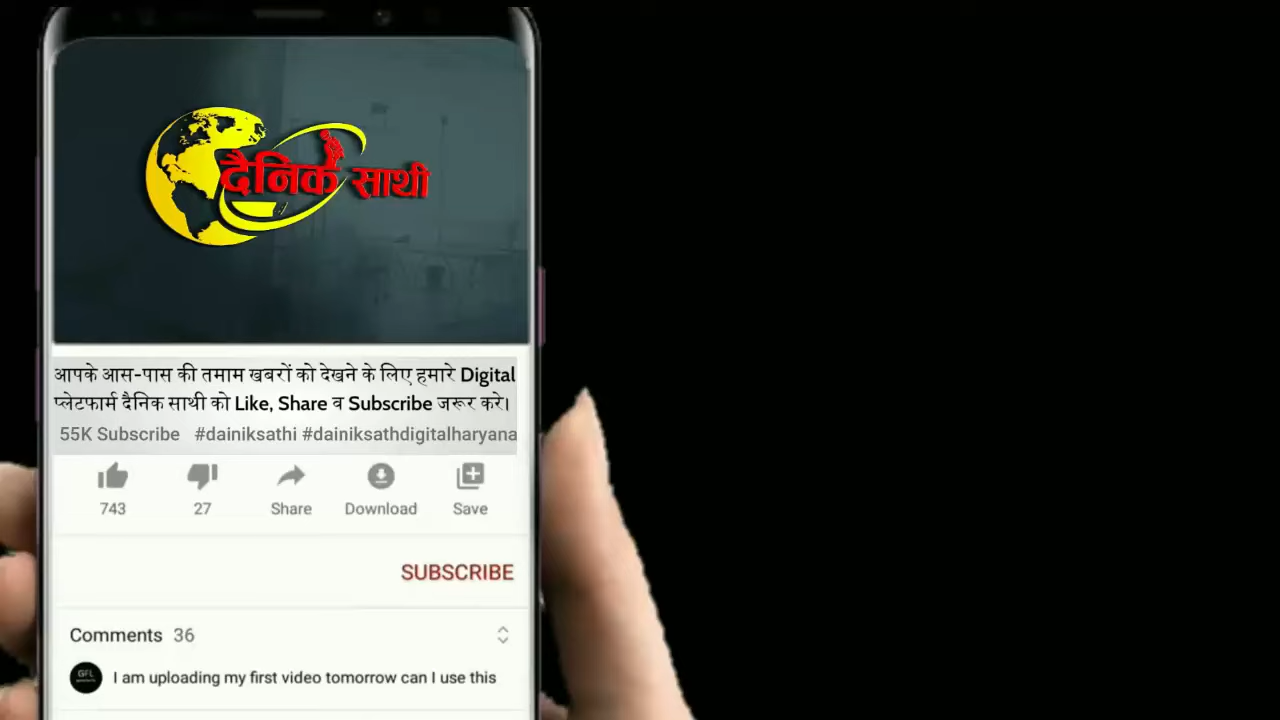 दैनिक साथी
आपके आस-पास की तमाम खबरों को देखने के लिए हमारे Digital
प्लेटफार्म दैनिक साथी को Like, Share व Subscribe जरूर करे।
55K Subscribe #dainiksathi #dainiksathdigitalharyana
743 27 Share Download Save
SUBSCRIBE
Comments 36
GFL
I am uploading my first video tomorrow can I use this